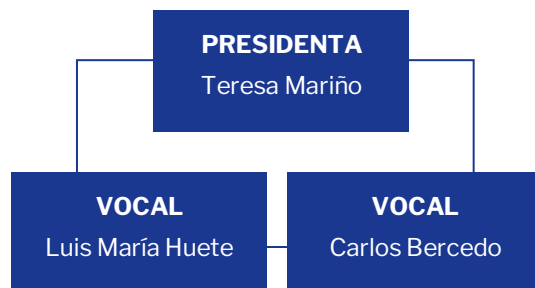 PRESIDENTA
Teresa Mariño
VOCAL
Luis María Huete
VOCAL
Carlos Bercedo